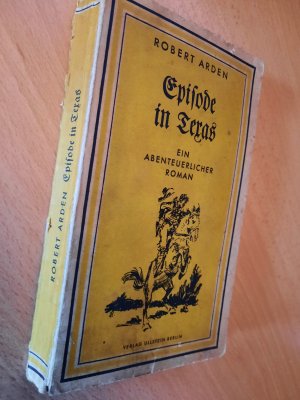 ROBERT ARDEN
Episode
in Texas
EIN
ABENTEUERLICHER
ROMAN
VERLAG ULLSTEIN BERLIN
ROBERT ARDEN Episode in Texas